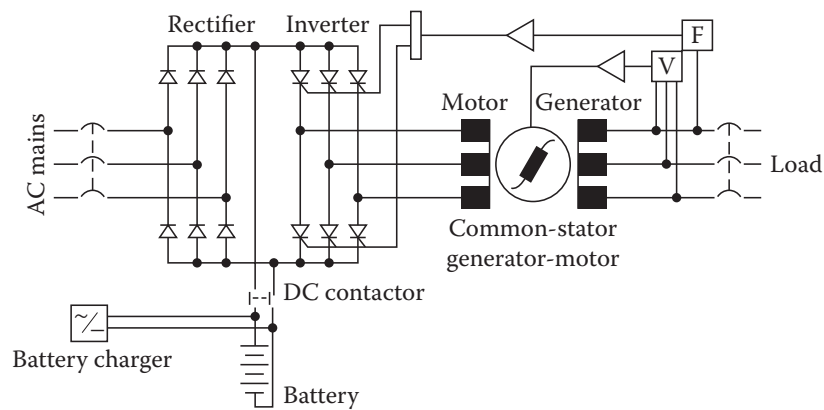 Rectifier
Inverter
F
V
Motor
Generator
AC mains
Load
Common-stator
generator-motor
DC contactor
~/–
Battery charger
Battery